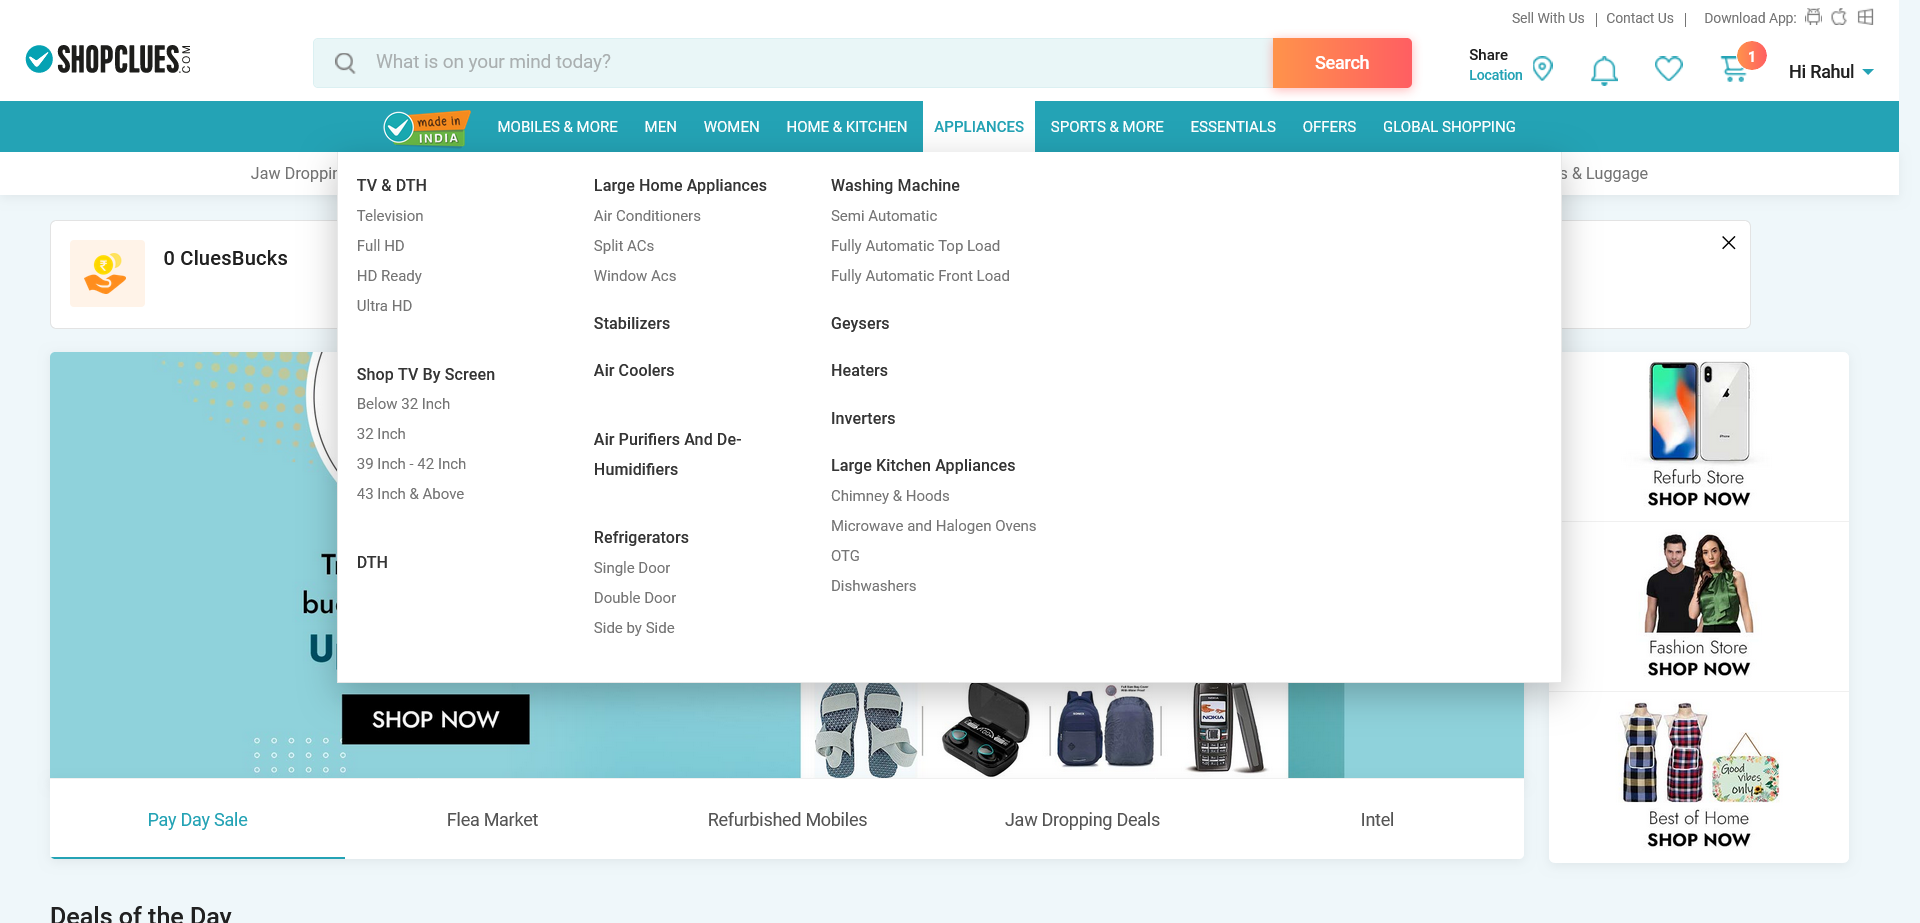 Sell With Us | Contact Us | Download App:
SHOPCLUES.COM
What is on your mind today?
Search
Share
Location
1
Hi Rahul
made in
INDIA
MOBILES & MORE
MEN
WOMEN
HOME & KITCHEN
APPLIANCES
SPORTS & MORE
ESSENTIALS
OFFERS
GLOBAL SHOPPING
Jaw
& Luggage
0 CluesBucks
TV & DTH
Television
Full HD
HD Ready
Ultra HD
Shop TV By Screen
Below 32 Inch
32 Inch
39 Inch - 42 Inch
43 Inch & Above
DTH
Large Home Appliances
Air Conditioners
Split ACs
Window Acs
Stabilizers
Air Coolers
Air Purifiers And De-
Humidifiers
Refrigerators
Single Door
Double Door
Side by Side
Washing Machine
Semi Automatic
Fully Automatic Top Load
Fully Automatic Front Load
Geysers
Heaters
Inverters
Large Kitchen Appliances
Chimney & Hoods
Microwave and Halogen Ovens
OTG
Dishwashers
SHOP NOW
NOKIA
Refurb Store
SHOP NOW
Fashion Store
SHOP NOW
Good
vibes
only
Best of Home
SHOP NOW
Pay Day Sale
Flea Market
Refurbished Mobiles
Jaw Dropping Deals
Intel
Deals of the Day